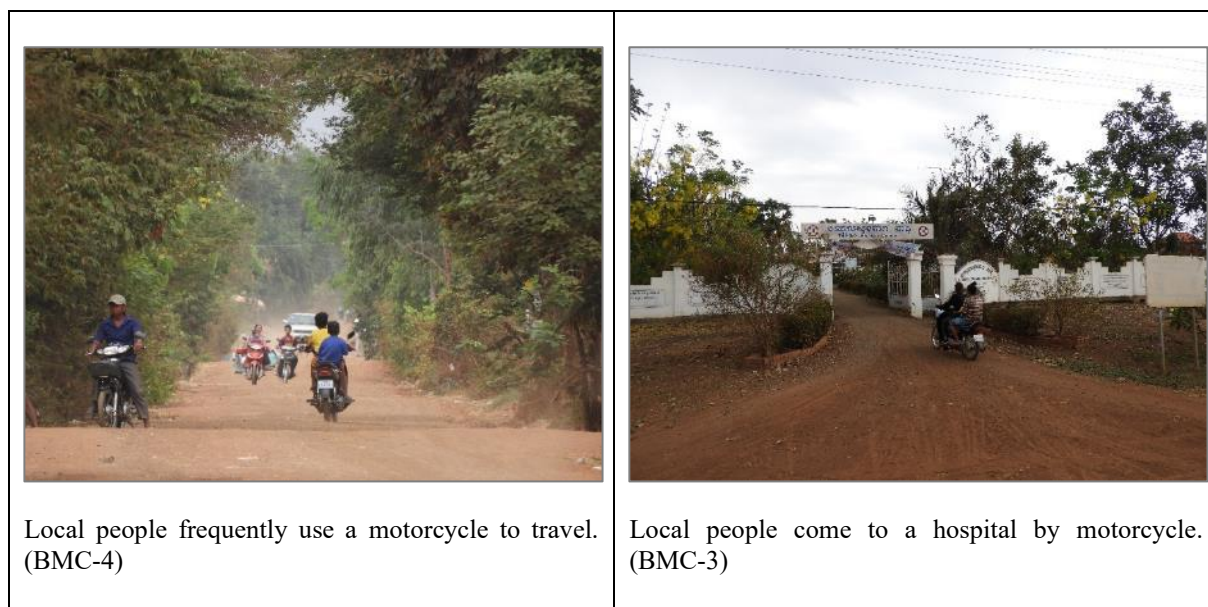 Local people frequently use a motorcycle to travel.
(BMC-4)
Local people come to a hospital by motorcycle.
(BMC-3)